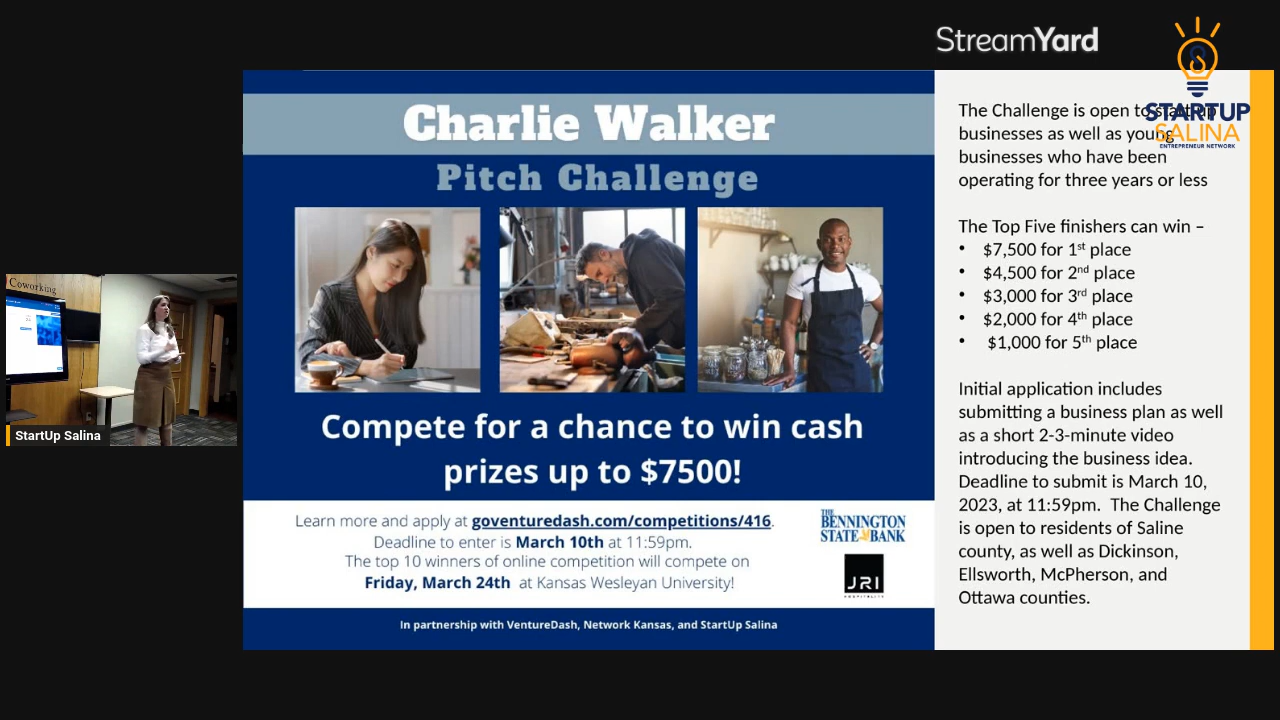 StreamYard
STARTUP
SALINA
ENTREPRENEUR NETWORK
Coworking
StartUp Salina
Charlie Walker
Pitch Challenge
Compete for a chance to win cash
prizes up to $7500!
Learn more and apply at goventuredash.com/competitions/416.
Deadline to enter is March 10th at 11:59pm.
The top 10 winners of online competition will compete on
Friday, March 24th at Kansas Wesleyan University!
THE
BENNINGTON
STATE BANK
JRI
HOSPITALITY
In partnership with VentureDash, Network Kansas, and StartUp Salina
The Challenge is open to start-up
businesses as well as young
businesses who have been
operating for three years or less
The Top Five finishers can win –
• $7,500 for 1st place
• $4,500 for 2nd place
• $3,000 for 3rd place
• $2,000 for 4th place
• $1,000 for 5th place
Initial application includes
submitting a business plan as well
as a short 2-3-minute video
introducing the business idea.
Deadline to submit is March 10,
2023, at 11:59pm. The Challenge
is open to residents of Saline
county, as well as Dickinson,
Ellsworth, McPherson, and
Ottawa counties.